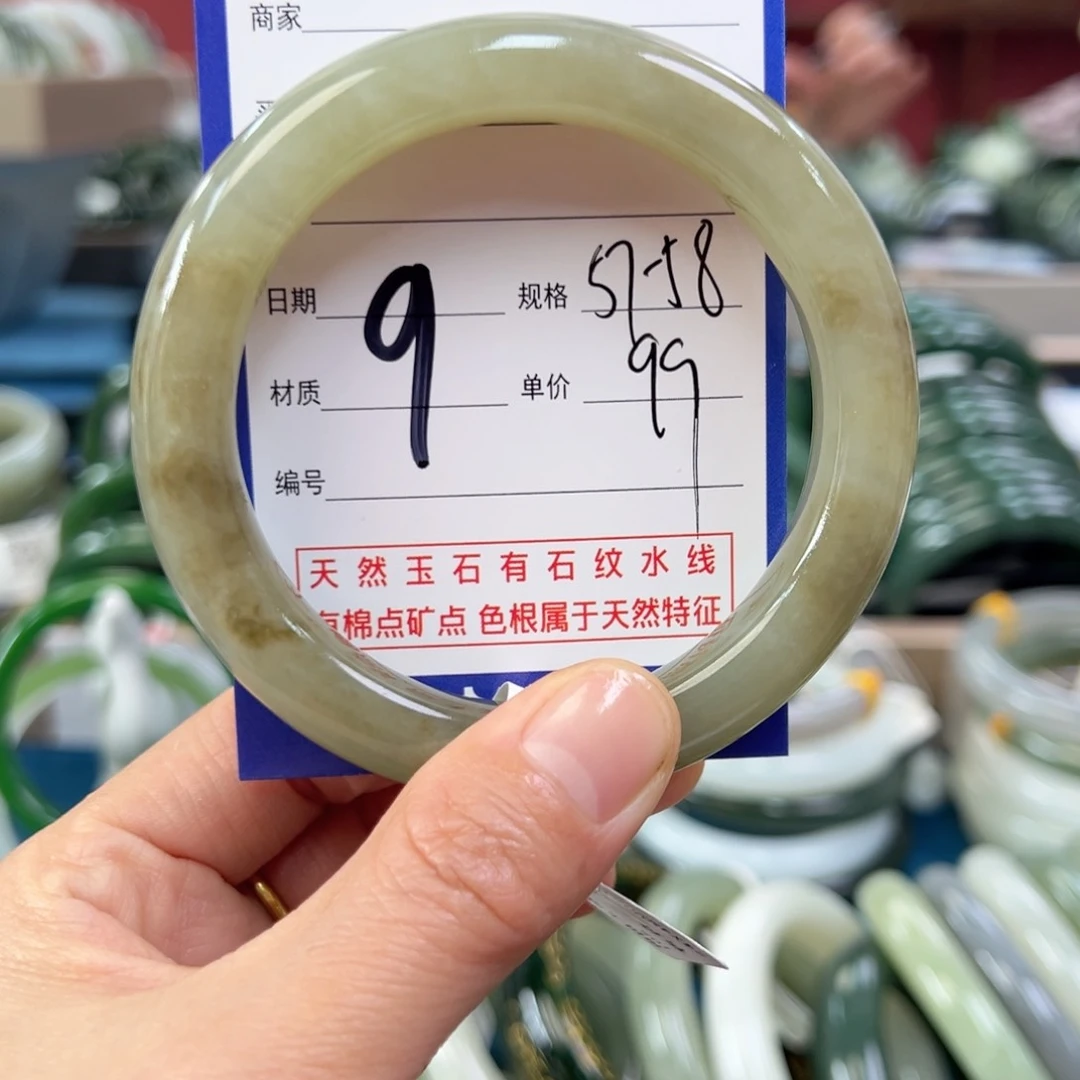 商家
日期 9 规格 57-58
材质 单价 99
编号
天然玉石有石纹水线
棉点矿点 色根属于天然特征